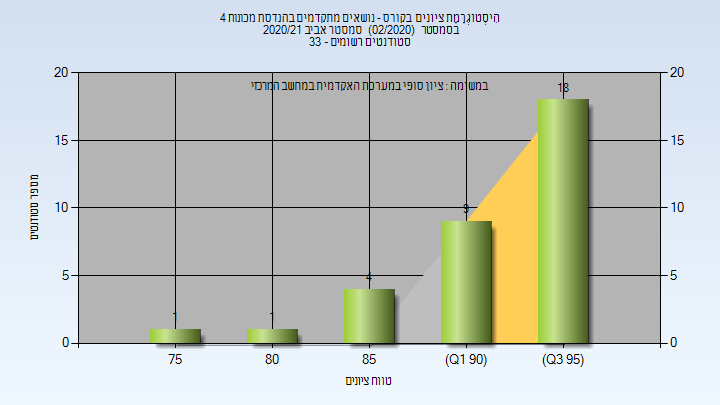 היסטוגרמת ציונים בקורס - נושאים מתקדמים בהנדסת מכונות 4
בסמסטר (02/2020) סמסטר אביב 2020/21
סטודנטים רשומים - 33
במשימה : ציון סופי במערכת האקדמית במחשב המרכזי
מספר סטודנטים
20
15
10
5
0
20
15
10
5
0
1
1
4
9
18
75
80
85
(Q1 90)
(Q3 95)
טווח ציונים